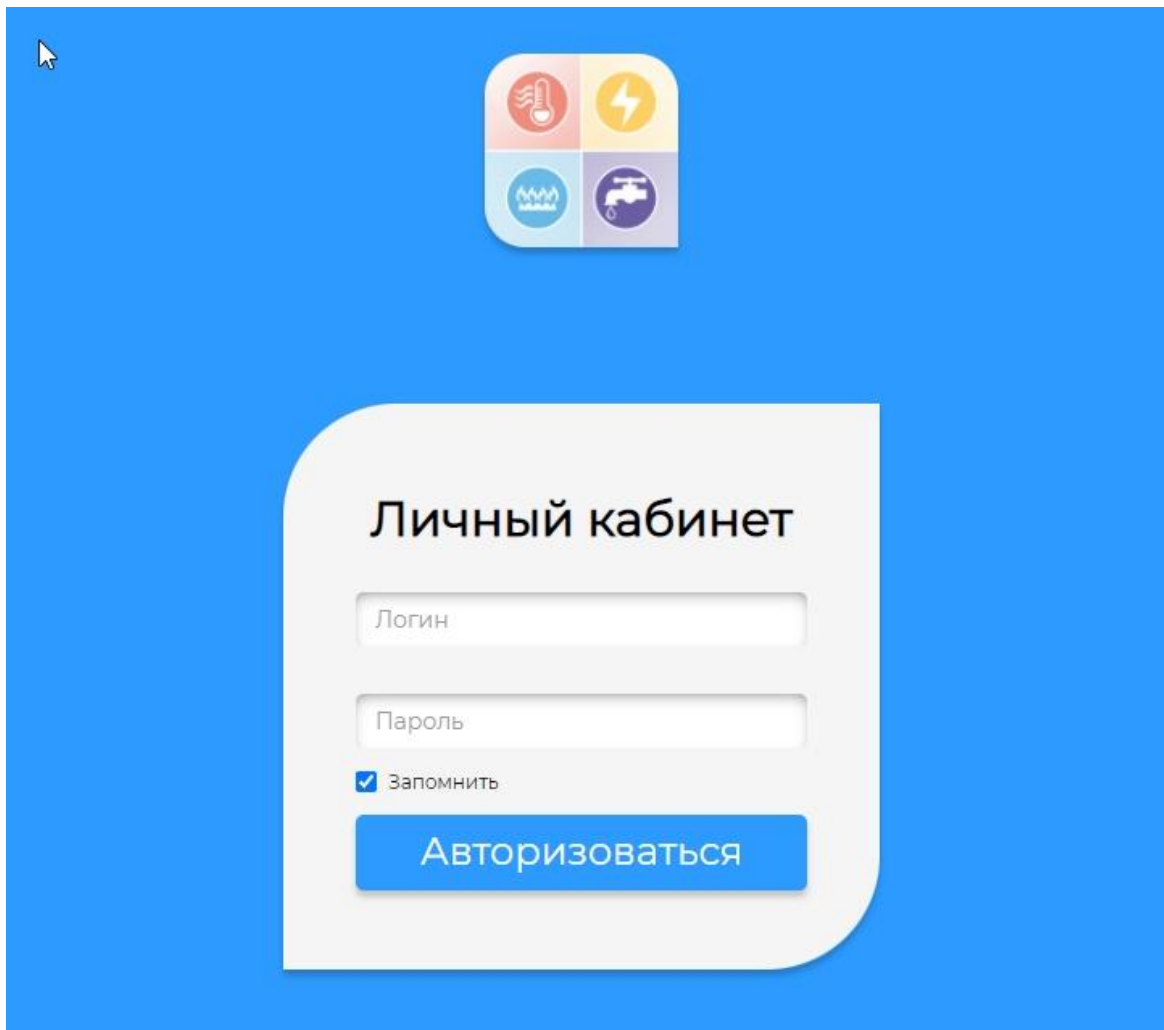 Личный кабинет
Логин
Пароль
Запомнить
Авторизоваться